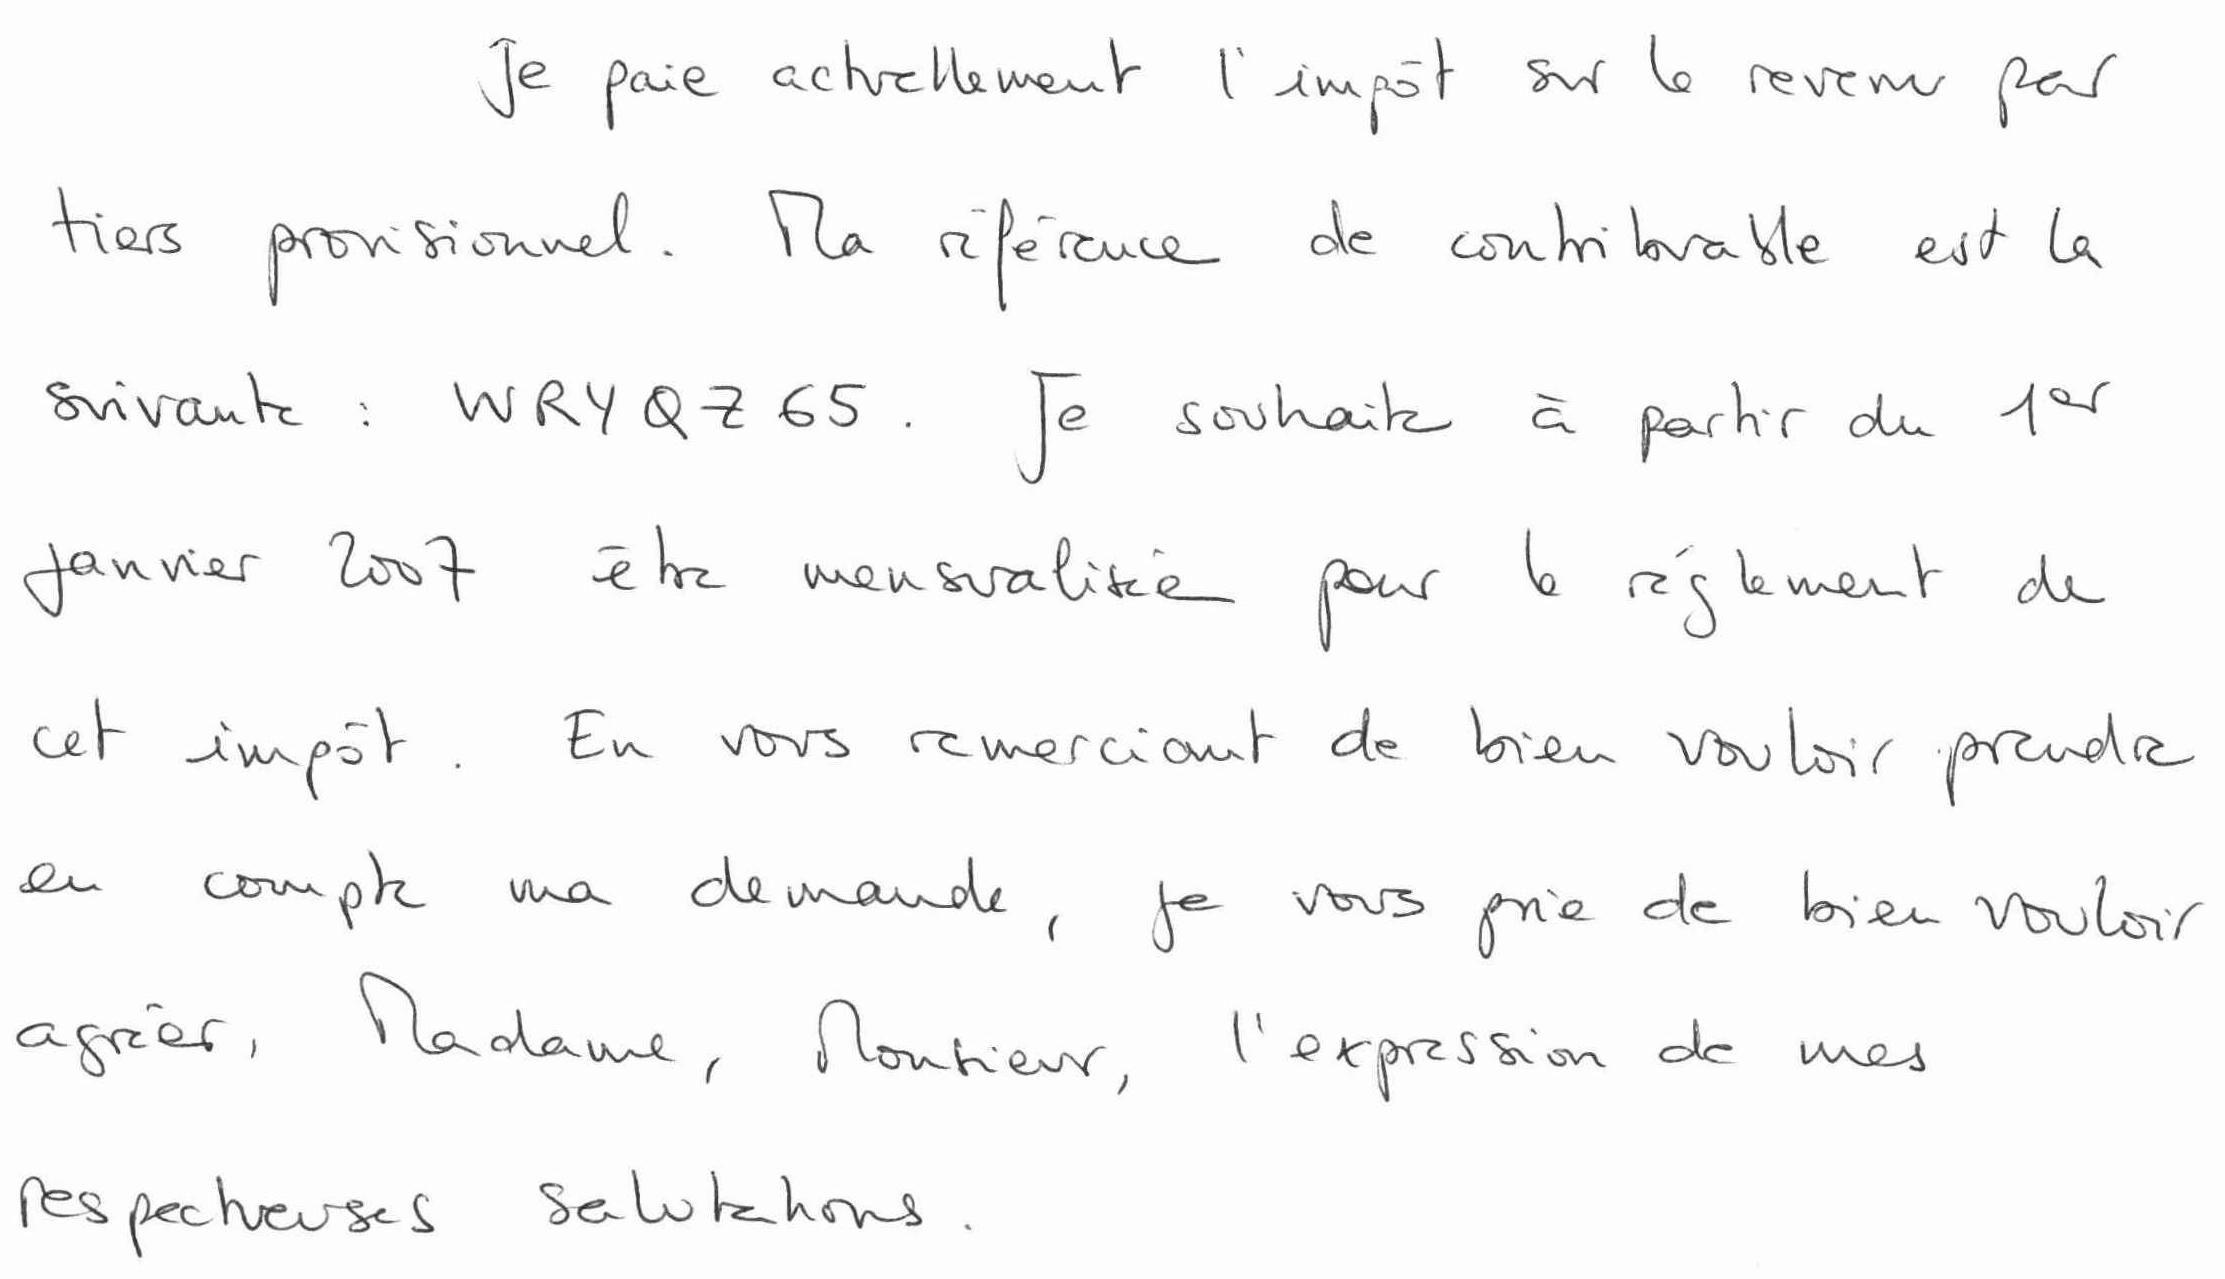 Je paie actuellement l'impôt sur le revenu par
tiers provisionnel. Ma référence de contribuable est la
suivante : WRYQZ65. Je souhaite à partir du 1er
janvier 2007 être mensualisée pour le réglement de
cet impôt. En vous remerciant de bien vouloir prendre
en compte ma demande, je vous prie de bien vouloir
agréer, Madame, Monsieur, l'expression de mes
respectueuses salutations.